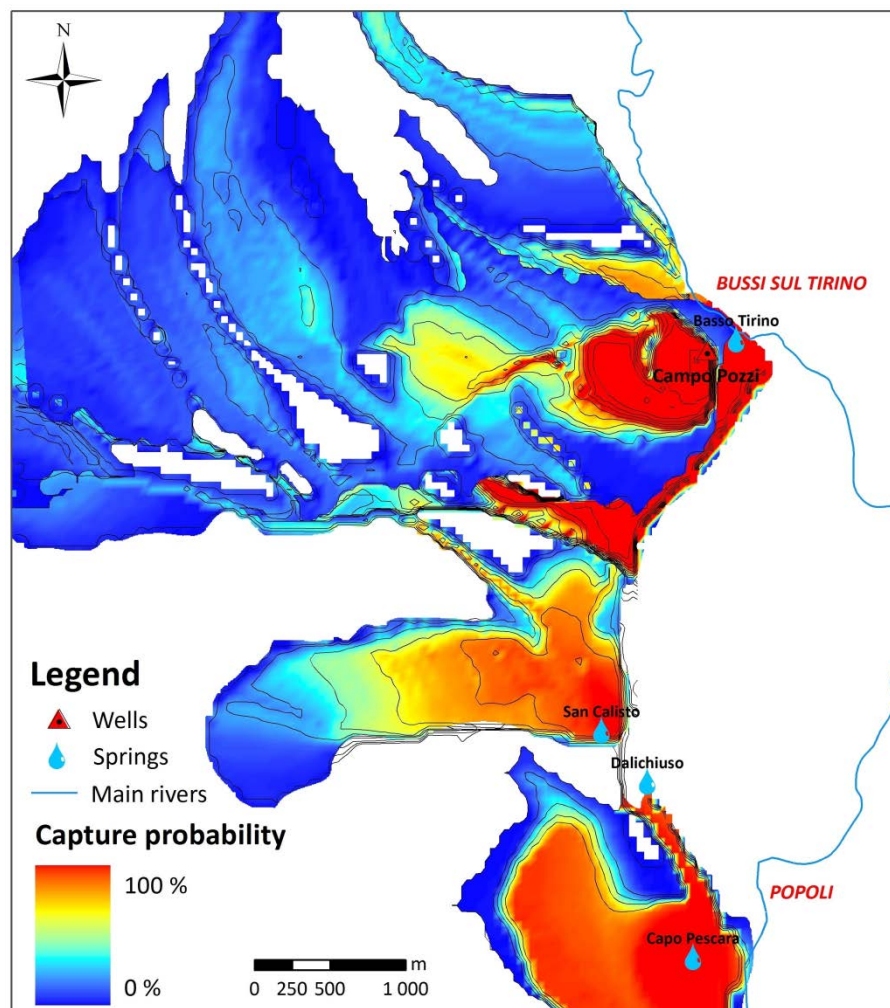 N
BUSSI SUL TIRINO
Basso Tirino
Campo Pozzi
Legend
Wells
Springs
Main rivers
San Calisto
Dalichiuso
Capture probability
100 %
0 %
POPOLI
Capo Pescara
m
0 250 500 1 000